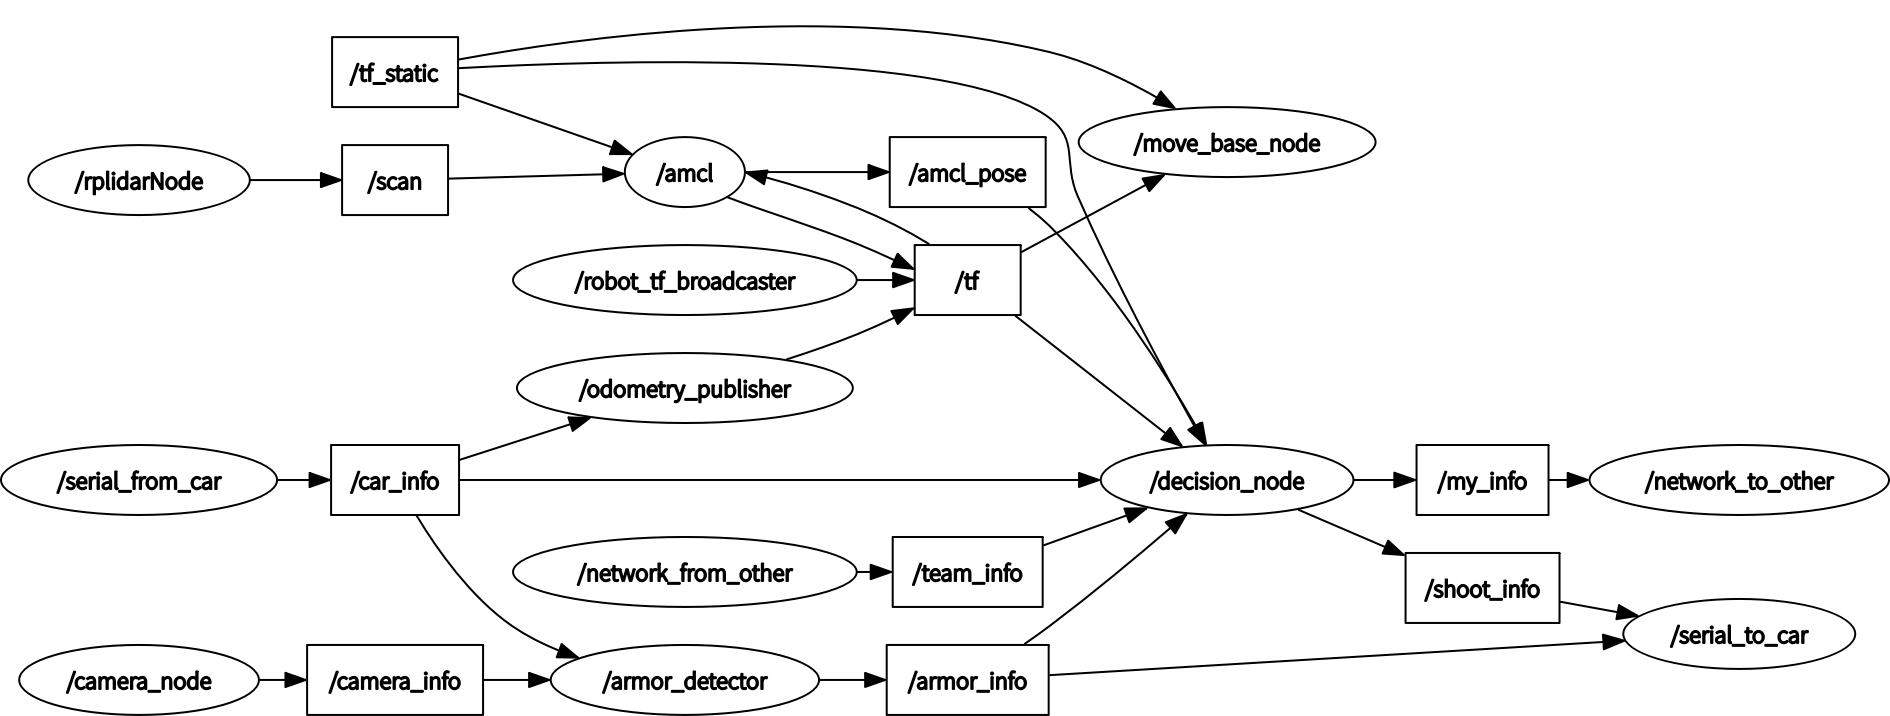 /tf_static
/move_base_node
/rplidarNode
/scan
/amcl
/amcl_pose
/robot_tf_broadcaster
/tf
/odometry_publisher
/serial_from_car
/car_info
/decision_node
/my_info
/network_to_other
/network_from_other
/team_info
/shoot_info
/serial_to_car
/camera_node
/camera_info
/armor_detector
/armor_info